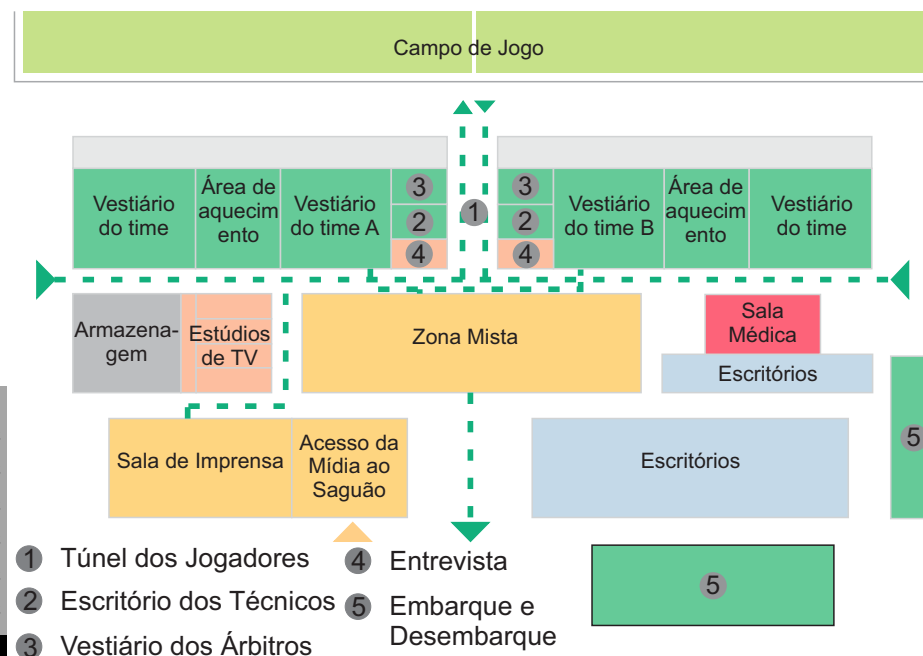 Campo de Jogo
3
3
1
Vestiário
do time
Área de
aquecim
ento
Vestiário
do time A
2
2
Vestiário
do time B
Área de
aquecim
ento
Vestiário
do time
4
4
Armazena-
gem
Estúdios
de TV
Zona Mista
Sala
Médica
Escritórios
5
Sala de Imprensa
Acesso da
Mídia ao
Saguão
Escritórios
1 Túnel dos Jogadores
2 Escritório dos Técnicos
3 Vestiário dos Árbitros
4 Entrevista
5 Embarque e
Desembarque
5